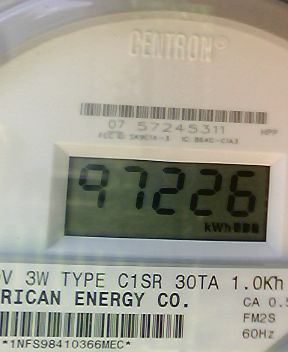 CENTRON®
07 57245311 HPP
97226
kWh
V 3W TYPE C1SR 30TA 1.0Kh
RICAN ENERGY CO.
CA 0.5
FM2S
60Hz
*1NFS98410366MEC*